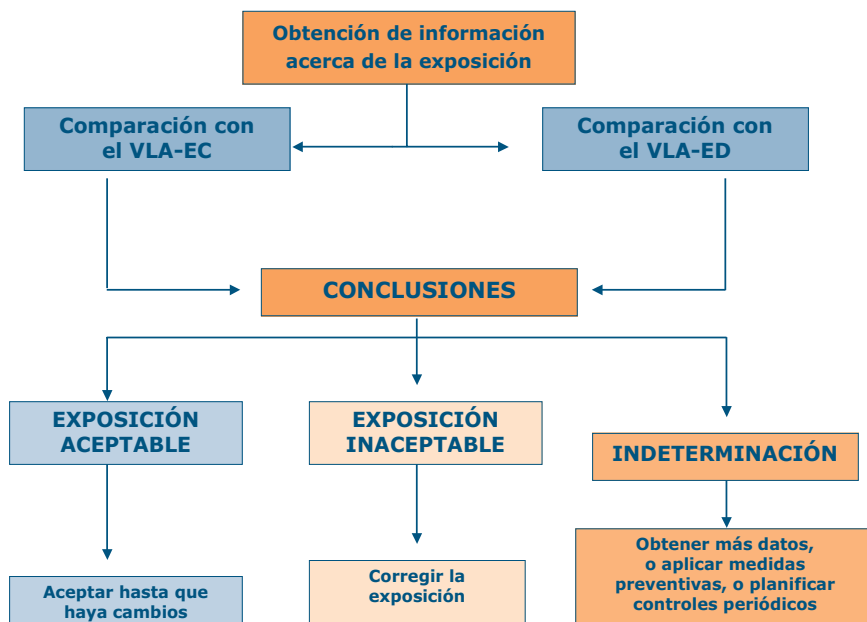 Obtención de información
acerca de la exposición
Comparación con
el VLA-EC
Comparación con
el VLA-ED
CONCLUSIONES
EXPOSICIÓN
ACEPTABLE
EXPOSICIÓN
INACEPTABLE
INDETERMINACIÓN
Aceptar hasta que
haya cambios
Corregir la
exposición
Obtener más datos,
o aplicar medidas
preventivas, o planificar
controles periódicos